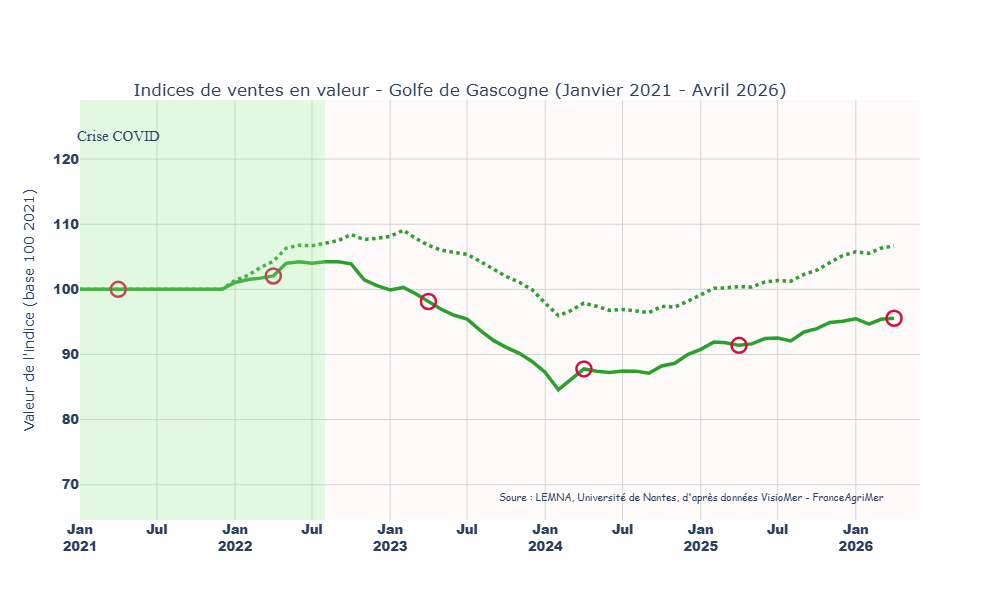 Indices de ventes en valeur - Golfe de Gascogne (Janvier 2021 - Avril 2026)
Crise COVID
Valeur de l'indice (base 100 2021)
120
110
100
90
80
70
Soure : LEMNA, Université de Nantes, d'après données VisioMer - FranceAgriMer
Jan Jul Jan Jul Jan Jul Jan Jul Jan Jul Jan
2021 2022 2023 2024 2025 2026